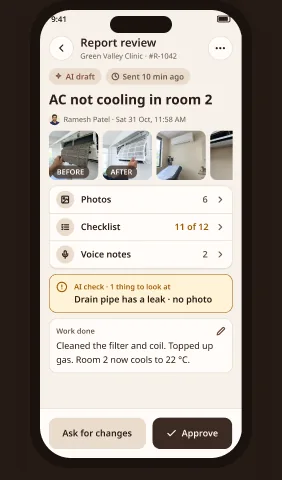 9:41
Report review
Green Valley Clinic · #R-1042
AI draft
Sent 10 min ago
AC not cooling in room 2
Ramesh Patel · Sat 31 Oct, 11:58 AM
BEFORE
AFTER
Photos 6
Checklist 11 of 12
Voice notes 2
AI check · 1 thing to look at
Drain pipe has a leak · no photo
Work done
Cleaned the filter and coil. Topped up
gas. Room 2 now cools to 22 °C.
Ask for changes
Approve